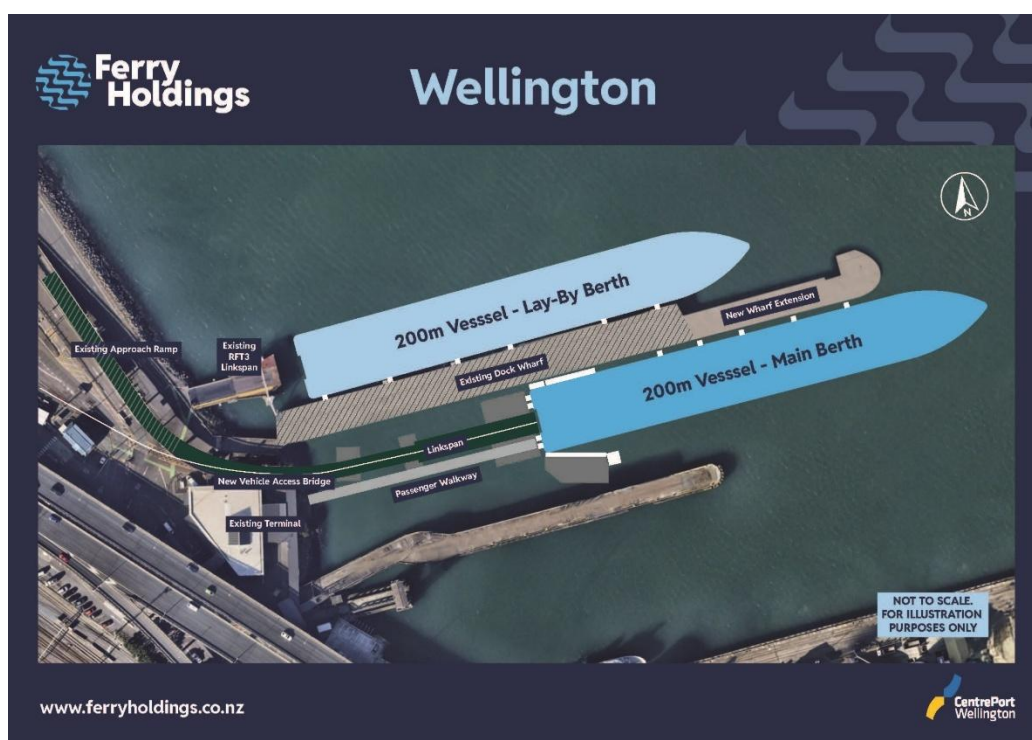 Ferry
Holdings
Wellington
N
200m Vesssel - Lay-By Berth
New Wharf Extension
Existing
RFT3
Linkspan
Existing Approach Ramp
Existing Dock Wharf
200m Vesssel - Main Berth
Linkspan
New Vehicle Access Bridge
Passenger Walkway
Existing Terminal
NOT TO SCALE.
FOR ILLUSTRATION
PURPOSES ONLY
www.ferryholdings.co.nz
CentrePort
Wellington